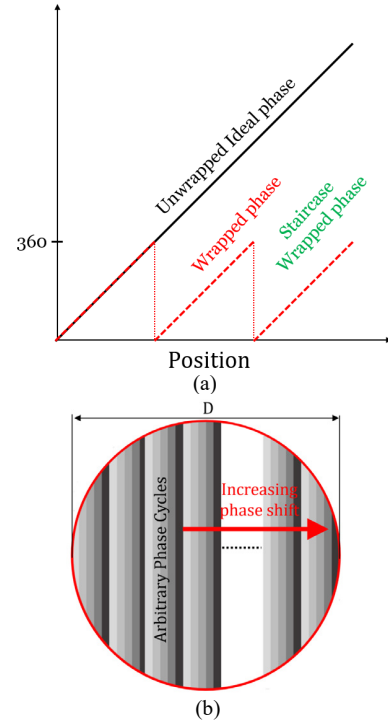 Unwrapped Ideal phase
Wrapped phase
Staircase
Wrapped phase
360
Position
(a)
D
Arbitrary Phase Cycles
Increasing
phase shift
(b)